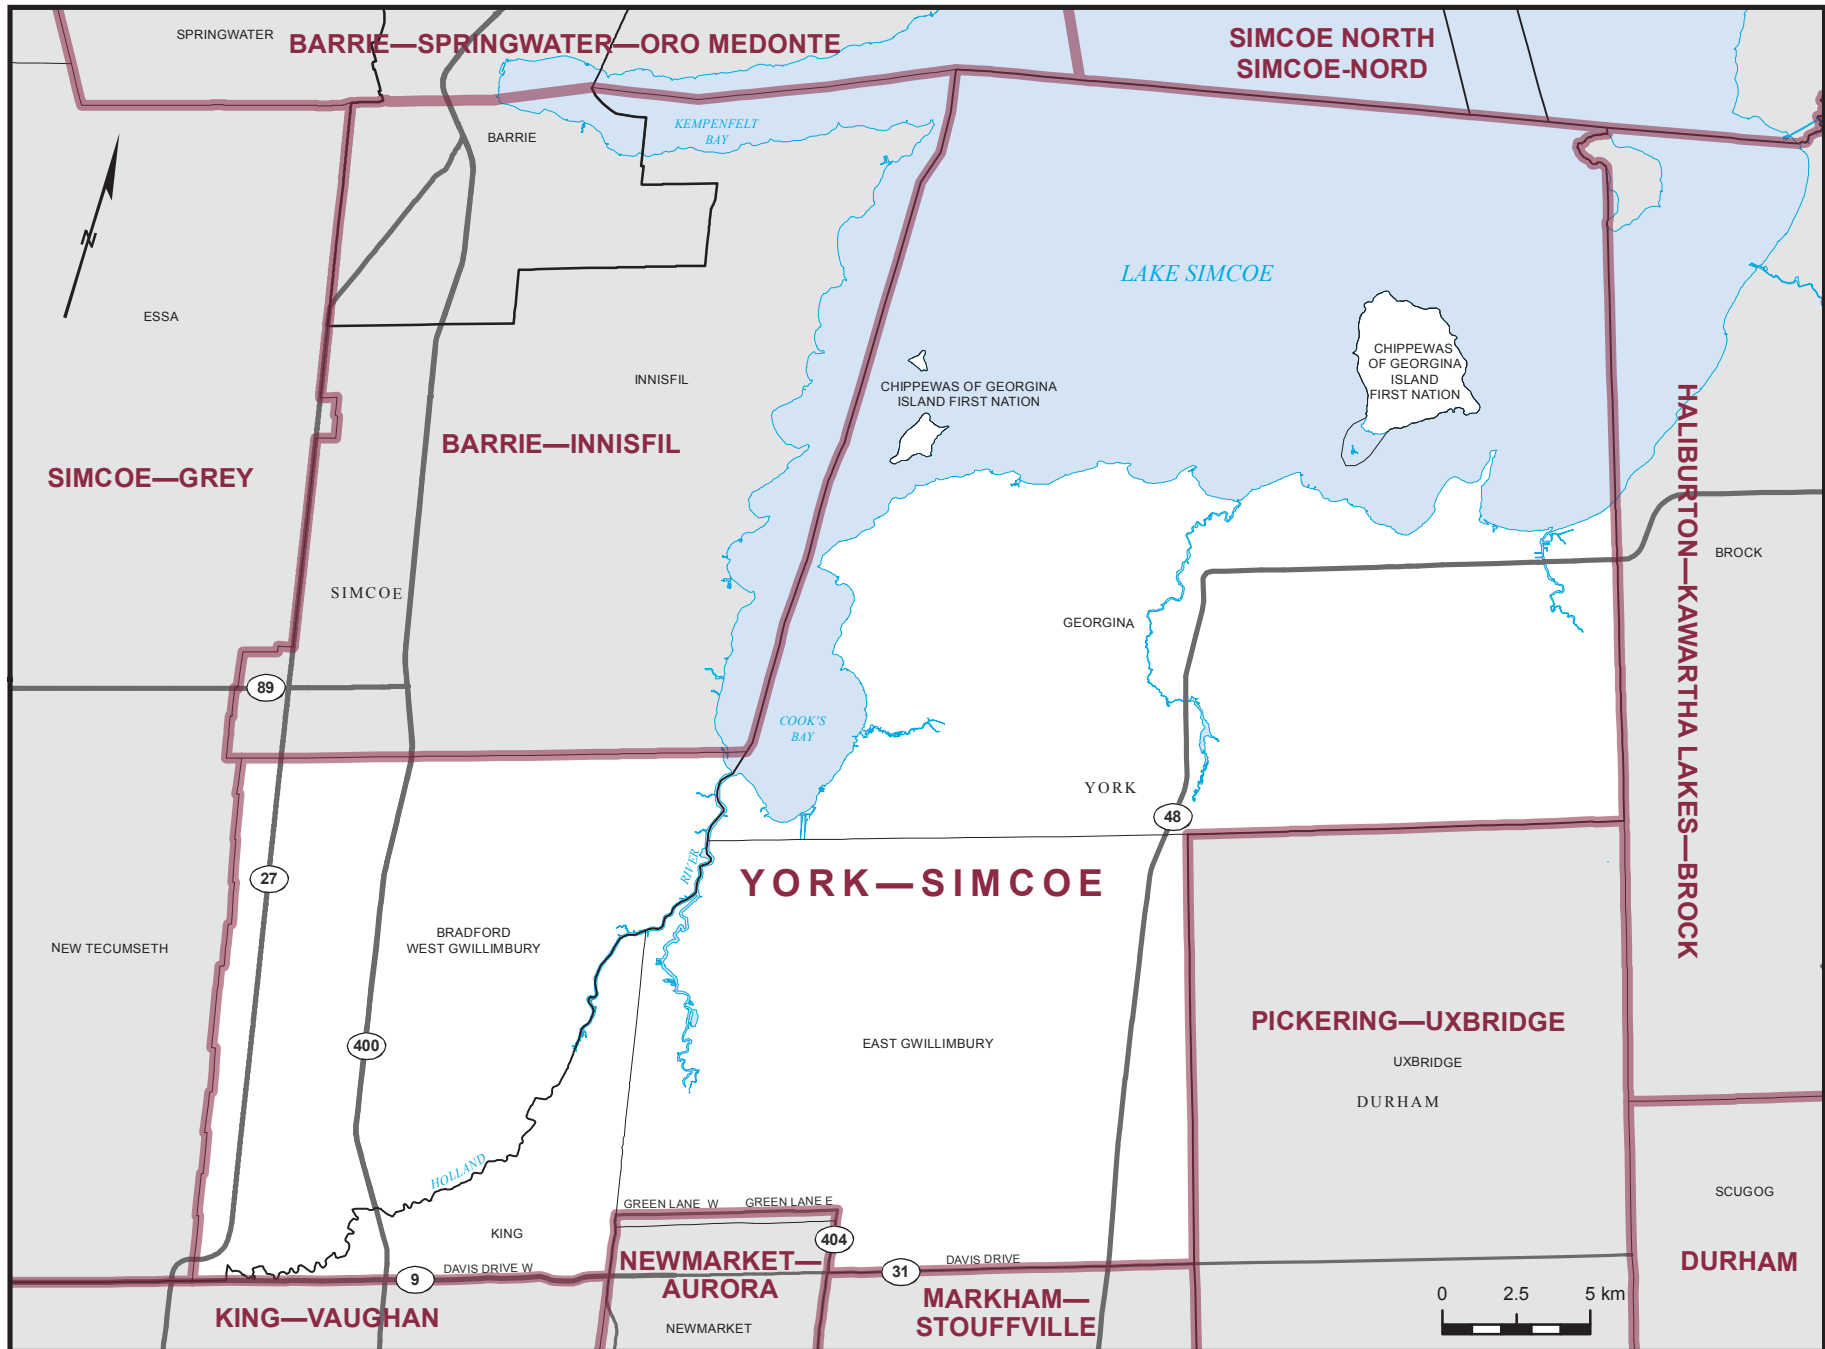 SPRINGWATER
BARRIE—SPRINGWATER—ORO MEDONTE
SIMCOE NORTH
SIMCOE-NORD
BARRIE
KEMPENFELT
BAY
N
ESSA
LAKE SIMCOE
INNISFIL
CHIPPEWAS OF GEORGINA
ISLAND FIRST NATION
CHIPPEWAS
OF GEORGINA
ISLAND
FIRST NATION
SIMCOE—GREY
BARRIE—INNISFIL
HALIBURTON—KAWARTHA LAKES—BROCK
BROCK
SIMCOE
GEORGINA
89
COOK'S
BAY
YORK
48
RIVER
YORK—SIMCOE
27
NEW TECUMSETH
BRADFORD
WEST GWILLIMBURY
400
EAST GWILLIMBURY
PICKERING—UXBRIDGE
UXBRIDGE
DURHAM
HOLLAND
SCUGOG
GREEN LANE W
GREEN LANE E
KING
404
NEWMARKET—
AURORA
DAVIS DRIVE W
9
31
DAVIS DRIVE
DURHAM
KING—VAUGHAN
NEWMARKET
MARKHAM—
STOUFFVILLE
0 2.5 5 km